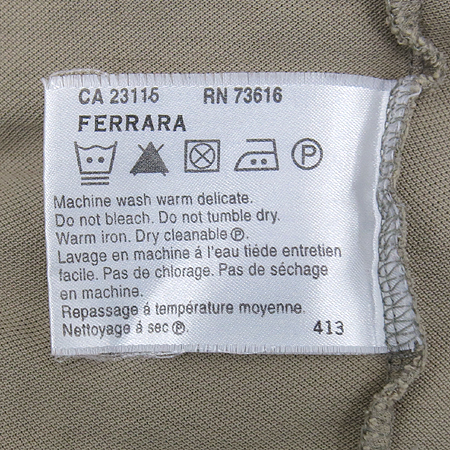 CA 23115 RN 73616
FERRARA
P
Machine wash warm delicate.
Do not bleach. Do not tumble dry.
Warm iron. Dry cleanable Ⓟ.
Lavage en machine á l'eau tiéde entretien
facile. Pas de chlorage. Pas de séchage
en machine.
Repassage á température moyenne.
Nettoyage á sec Ⓟ. 413